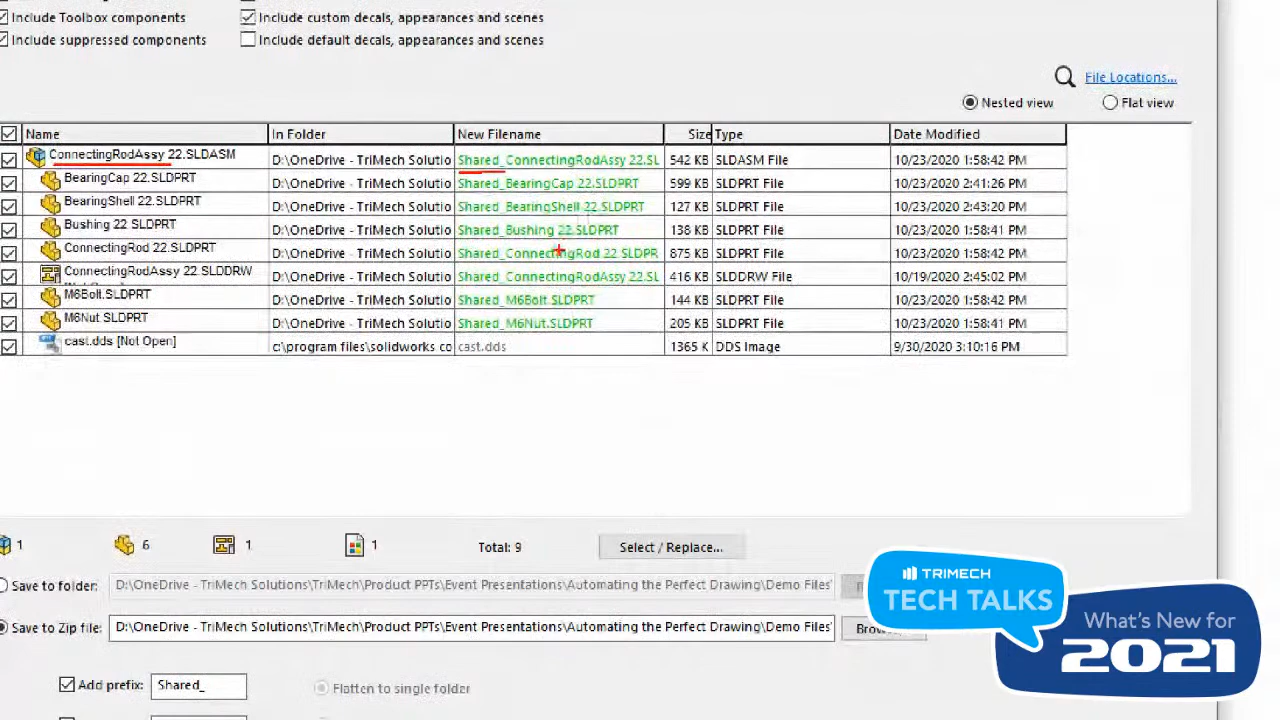 Include Toolbox components Include custom decals, appearances and scenes
Include suppressed components Include default decals, appearances and scenes
File Locations...
Nested view Flat view
Name In Folder New Filename Size Type Date Modified
ConnectingRodAssy 22.SLDASM D:\OneDrive - TriMech Solutio Shared_ConnectingRodAssy 22.SL 542 KB SLDASM File 10/23/2020 1:58:42 PM
BearingCap 22.SLDPRT D:\OneDrive - TriMech Solutio Shared_BearingCap 22.SLDPRT 599 KB SLDPRT File 10/23/2020 2:41:26 PM
BearingShell 22.SLDPRT D:\OneDrive - TriMech Solutio Shared_BearingShell 22.SLDPRT 127 KB SLDPRT File 10/23/2020 2:43:20 PM
Bushing 22 SLDPRT D:\OneDrive - TriMech Solutio Shared_Bushing 22.SLDPRT 138 KB SLDPRT File 10/23/2020 1:58:41 PM
ConnectingRod 22.SLDPRT D:\OneDrive - TriMech Solutio Shared_ConnectingRod 22 SLDPR 875 KB SLDPRT File 10/23/2020 1:58:42 PM
ConnectingRodAssy 22.SLDDRW D:\OneDrive - TriMech Solutio Shared_ConnectingRodAssy 22.SL 416 KB SLDDRW File 10/19/2020 2:45:02 PM
M6Bolt.SLDPRT D:\OneDrive - TriMech Solutio Shared_M6Bolt.SLDPRT 144 KB SLDPRT File 10/23/2020 1:58:42 PM
M6Nut SLDPRT D:\OneDrive - TriMech Solutio Shared_M6Nut.SLDPRT 205 KB SLDPRT File 10/23/2020 1:58:41 PM
cast.dds [Not Open] c:\program files\solidworks co cast.dds 1365 K DDS Image 9/30/2020 3:10:16 PM
1 6 1 1 Total: 9 Select / Replace...
Save to folder: D:\OneDrive - TriMech Solutions\TriMech\Product PPTs\Event Presentations\Automating the Perfect Drawing\Demo Files'
Save to Zip file: D:\OneDrive - TriMech Solutions\TriMech\Product PPTs\Event Presentations\Automating the Perfect Drawing\Demo Files'
Add prefix: Shared_ Flatten to single folder
TRIMECH
TECH TALKS
What's New for
2021